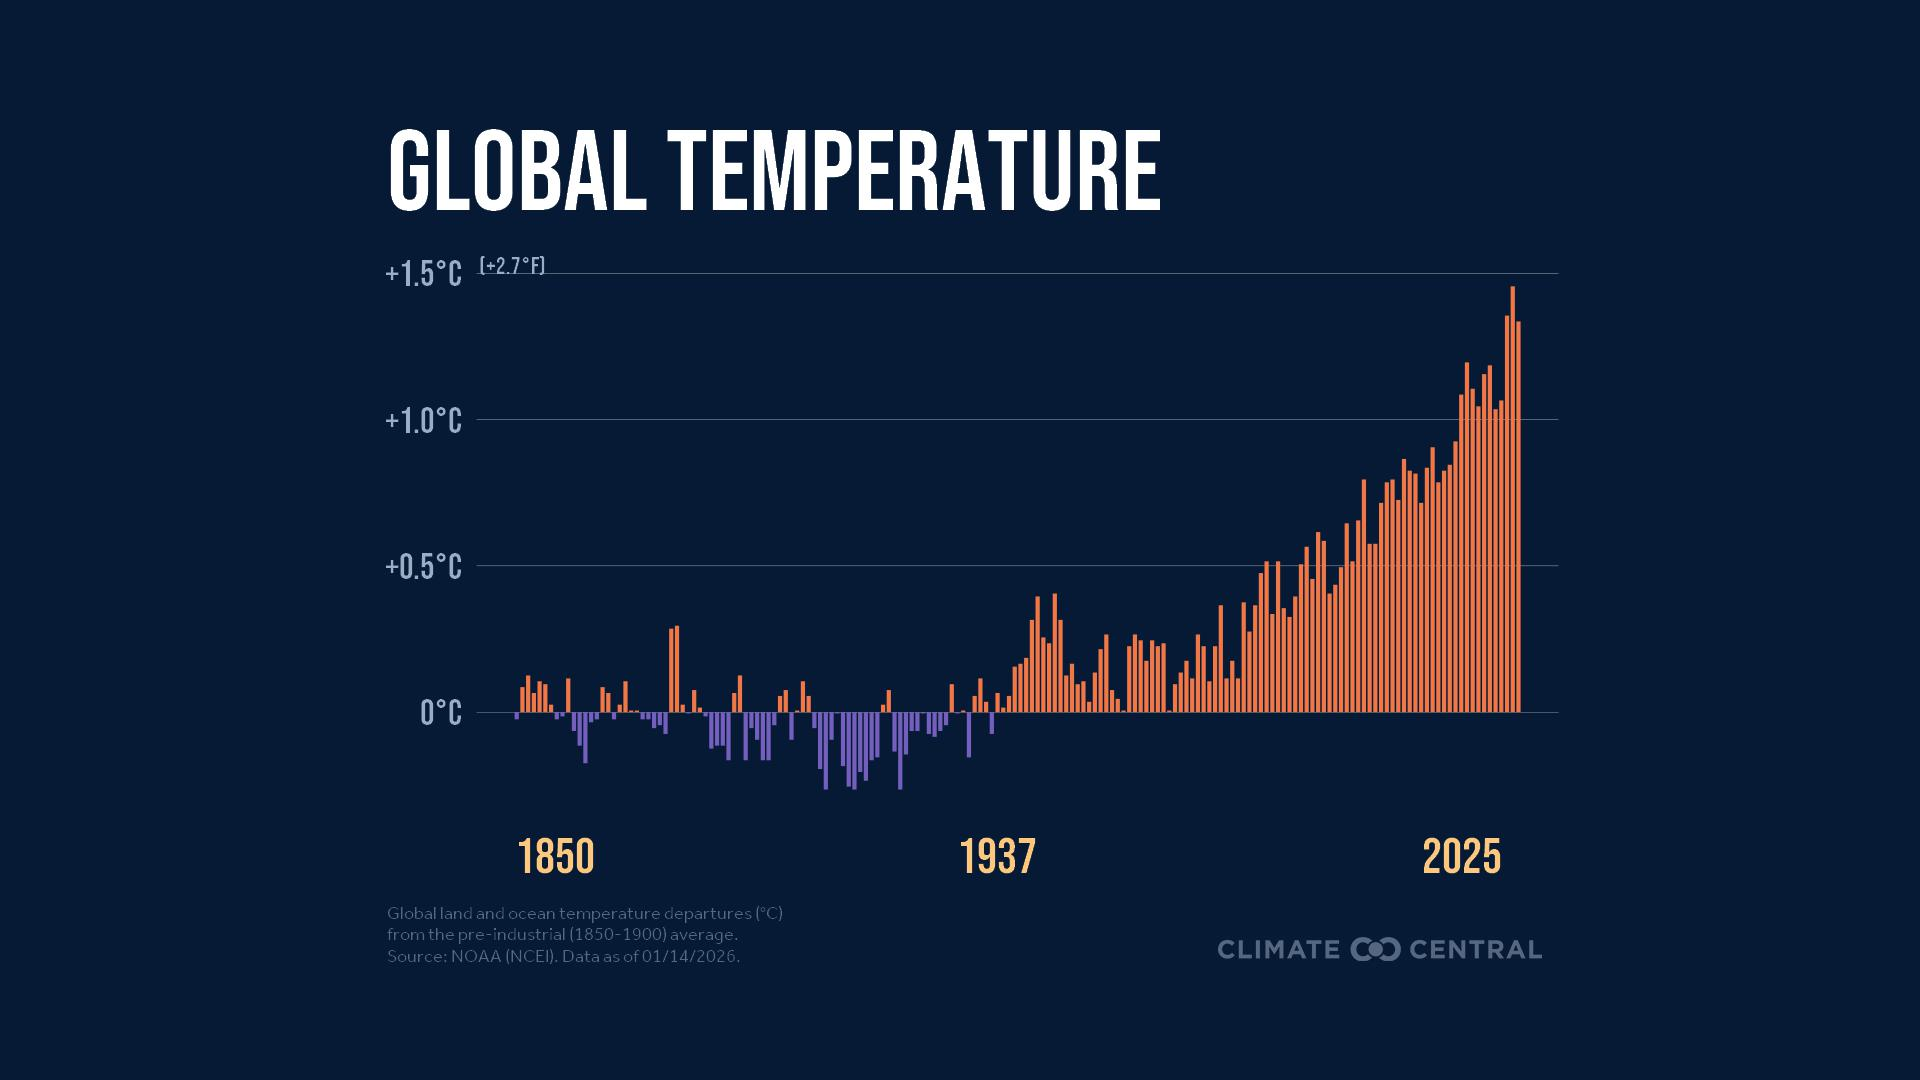 GLOBAL TEMPERATURE
+1.5°C (+2.7°F)
+1.0°C
+0.5°C
0°C
1850 1937 2025
Global land and ocean temperature departures (°C)
from the pre-industrial (1850-1900) average.
Source: NOAA (NCEI). Data as of 01/14/2026.
CLIMATE CENTRAL